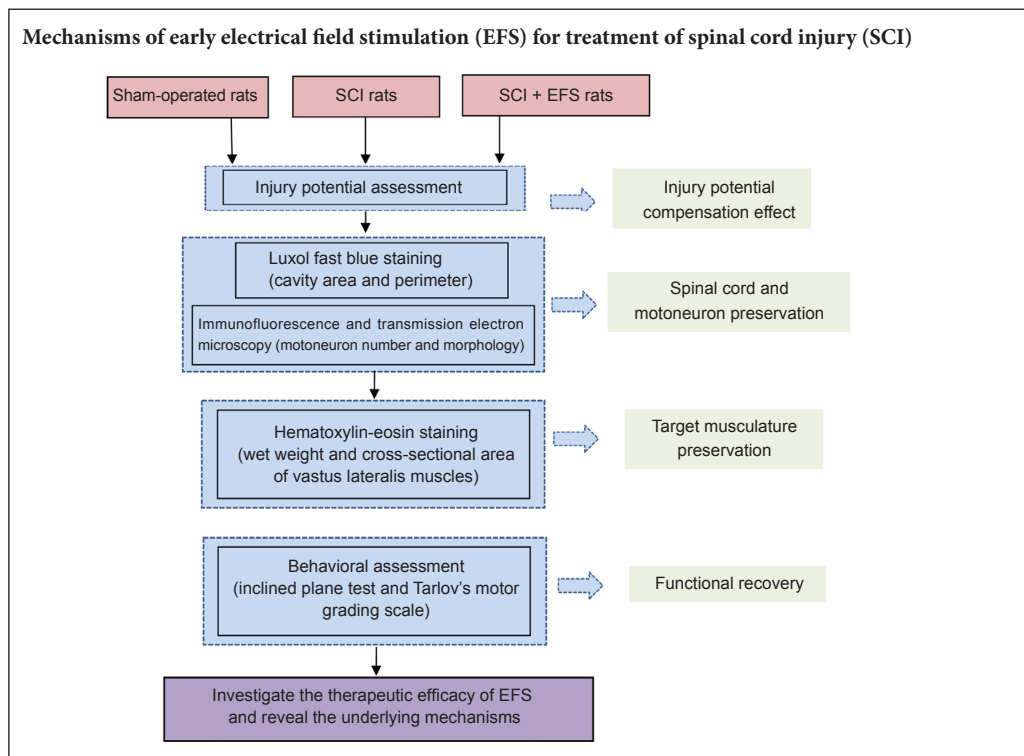 Mechanisms of early electrical field stimulation (EFS) for treatment of spinal cord injury (SCI)
Sham-operated rats
SCI rats
SCI + EFS rats
Injury potential assessment
Injury potential
compensation effect
Luxol fast blue staining
(cavity area and perimeter)
Immunofluorescence and transmission electron
microscopy (motoneuron number and morphology)
Spinal cord and
motoneuron preservation
Hematoxylin-eosin staining
(wet weight and cross-sectional area
of vastus lateralis muscles)
Target musculature
preservation
Behavioral assessment
(inclined plane test and Tarlov's motor
grading scale)
Functional recovery
Investigate the therapeutic efficacy of EFS
and reveal the underlying mechanisms